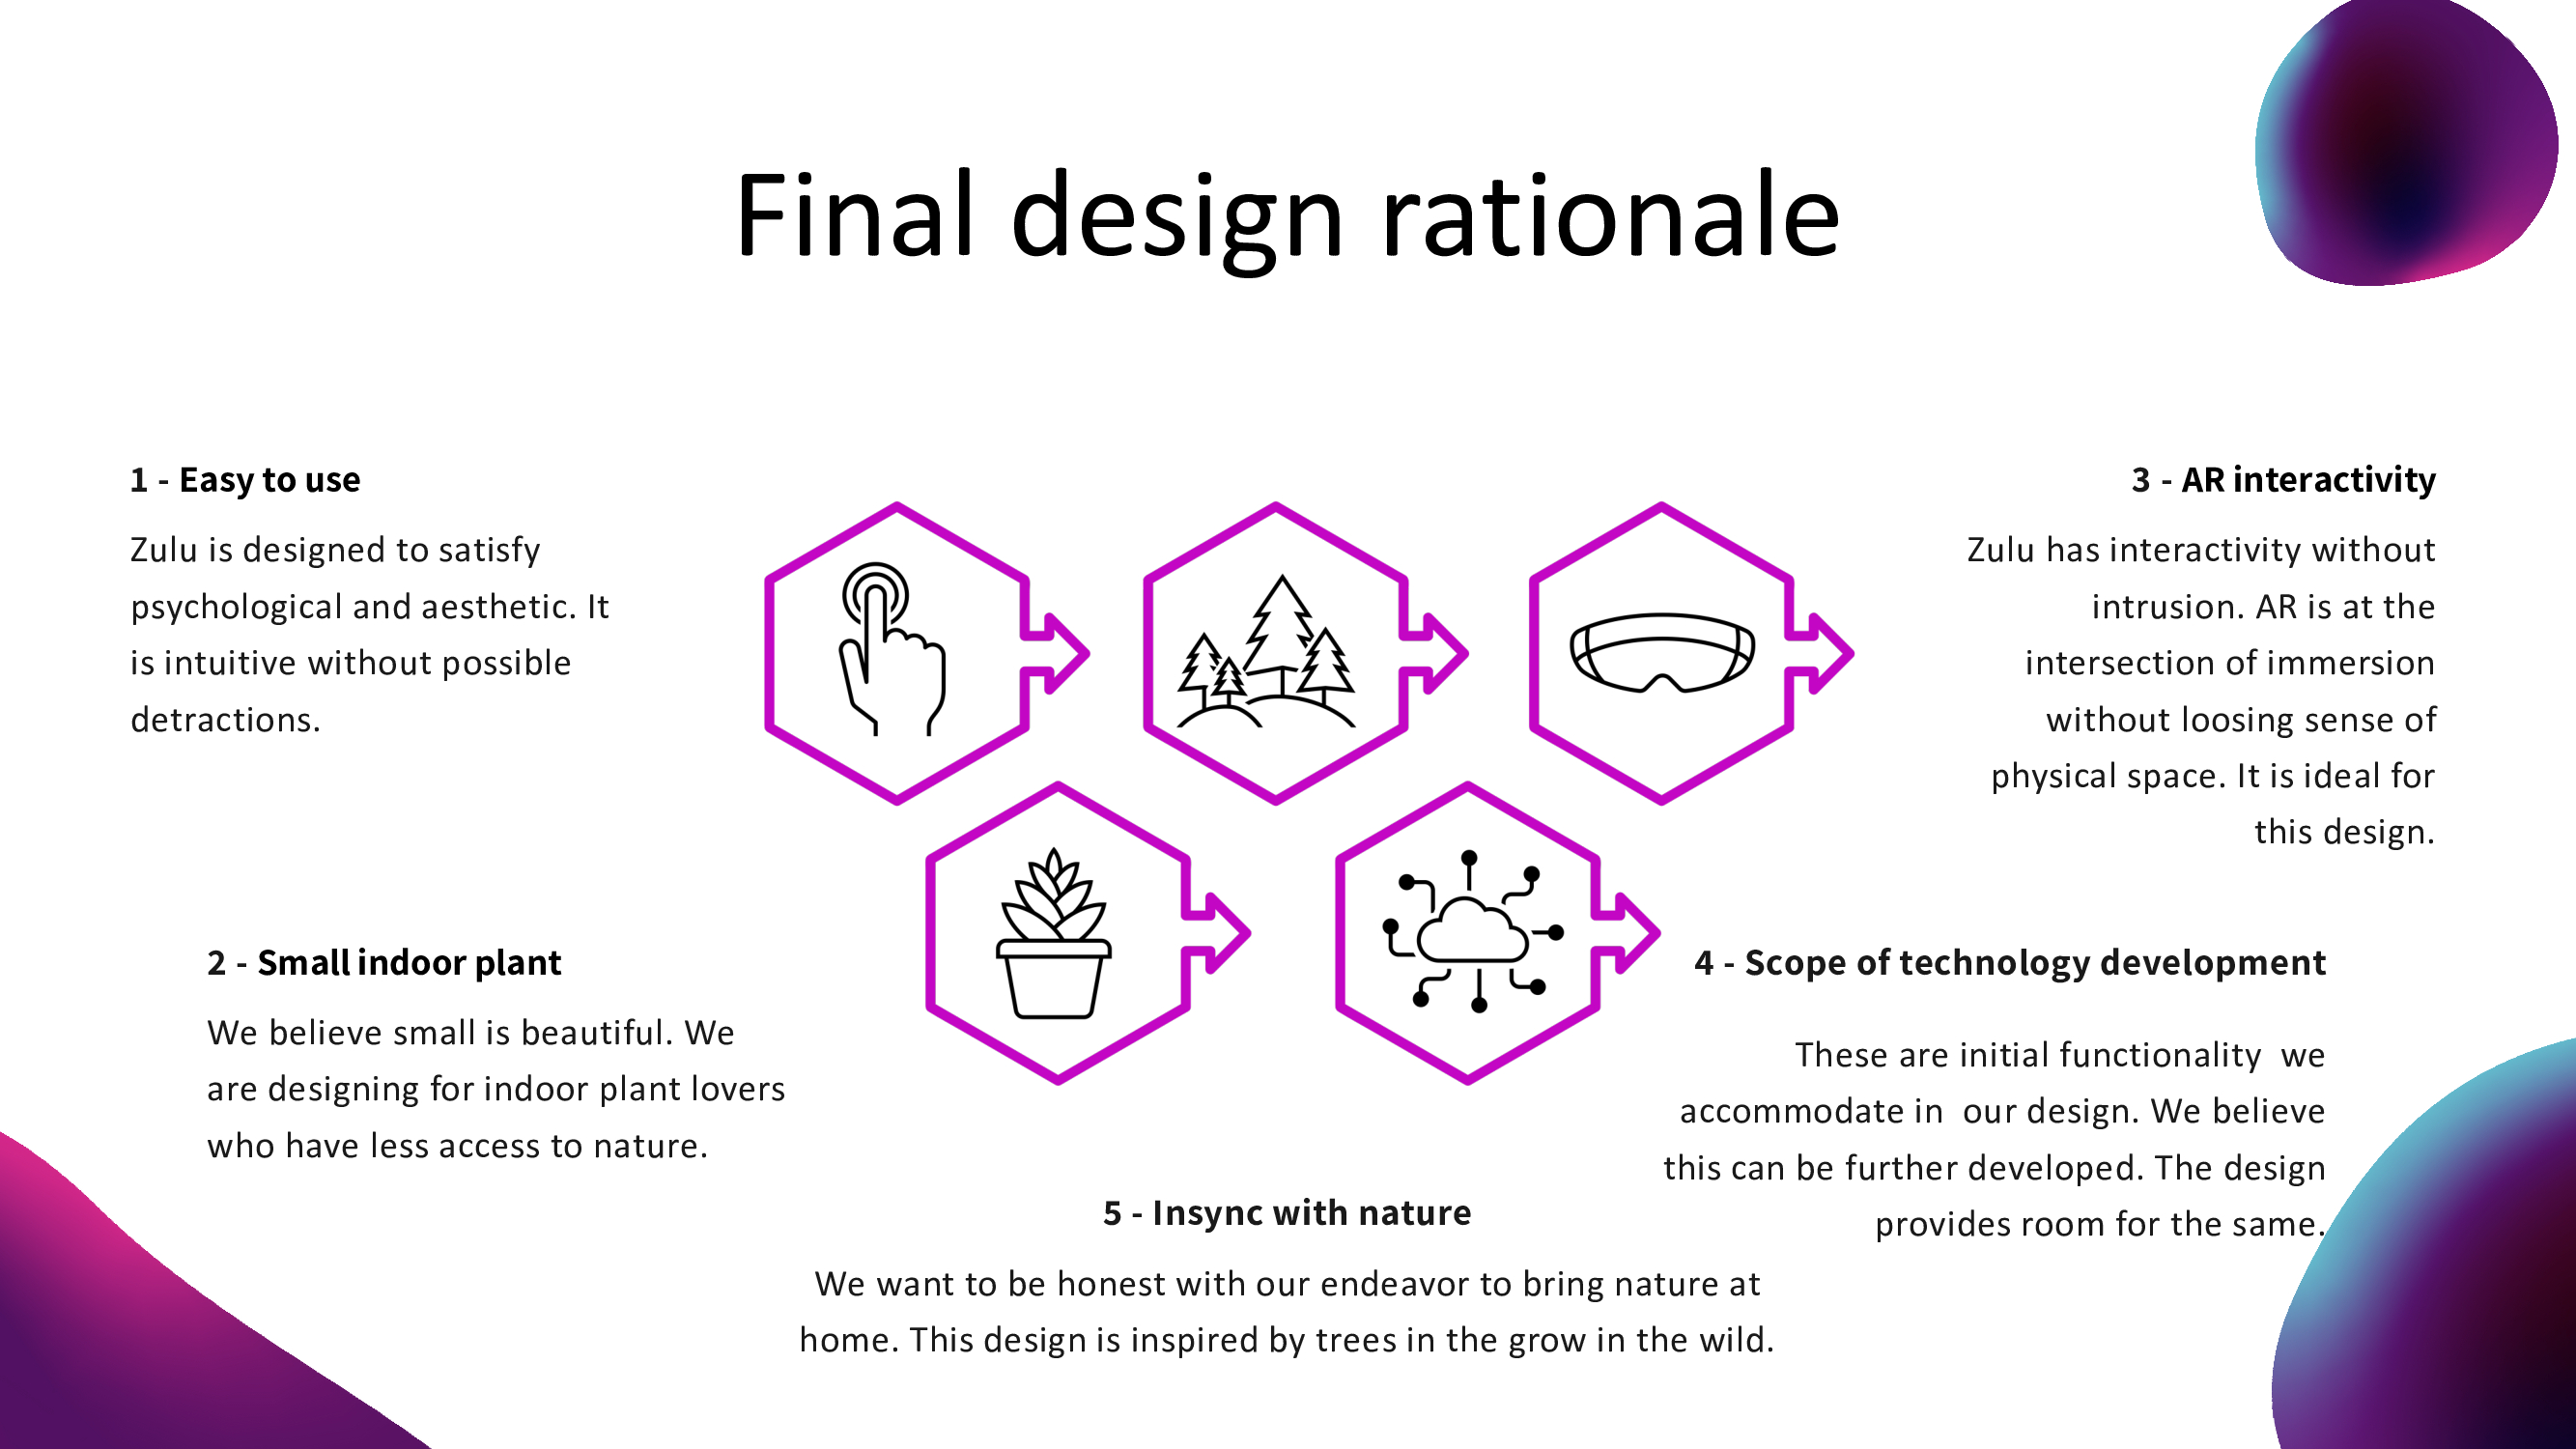 Final design rationale
1 - Easy to use
Zulu is designed to satisfy
psychological and aesthetic. It
is intuitive without possible
detractions.
2 - Small indoor plant
We believe small is beautiful. We
are designing for indoor plant lovers
who have less access to nature.
3 - AR interactivity
Zulu has interactivity without
intrusion. AR is at the
intersection of immersion
without loosing sense of
physical space. It is ideal for
this design.
4 - Scope of technology development
These are initial functionality  we
accommodate in  our design. We believe
this can be further developed. The design
provides room for the same.
5 - Insync with nature
We want to be honest with our endeavor to bring nature at
home. This design is inspired by trees in the grow in the wild.